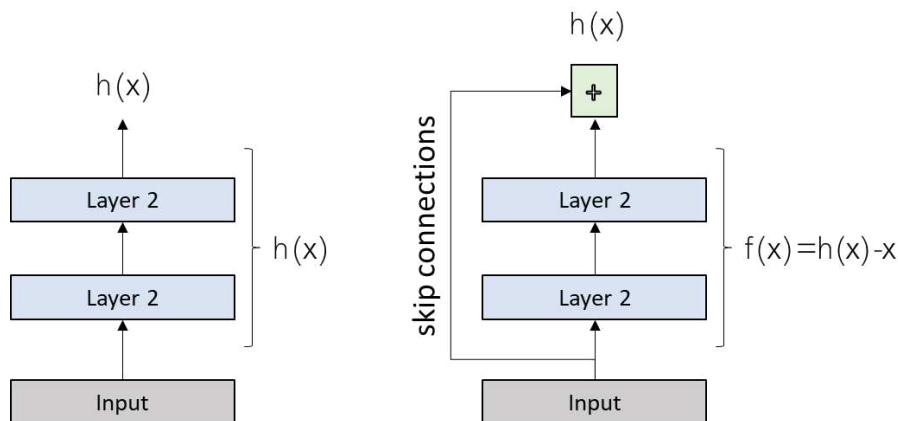 h(x)
Layer 2
h(x)
Layer 2
Input
h(x)
+
skip connections
Layer 2
f(x)=h(x)-x
Layer 2
Input